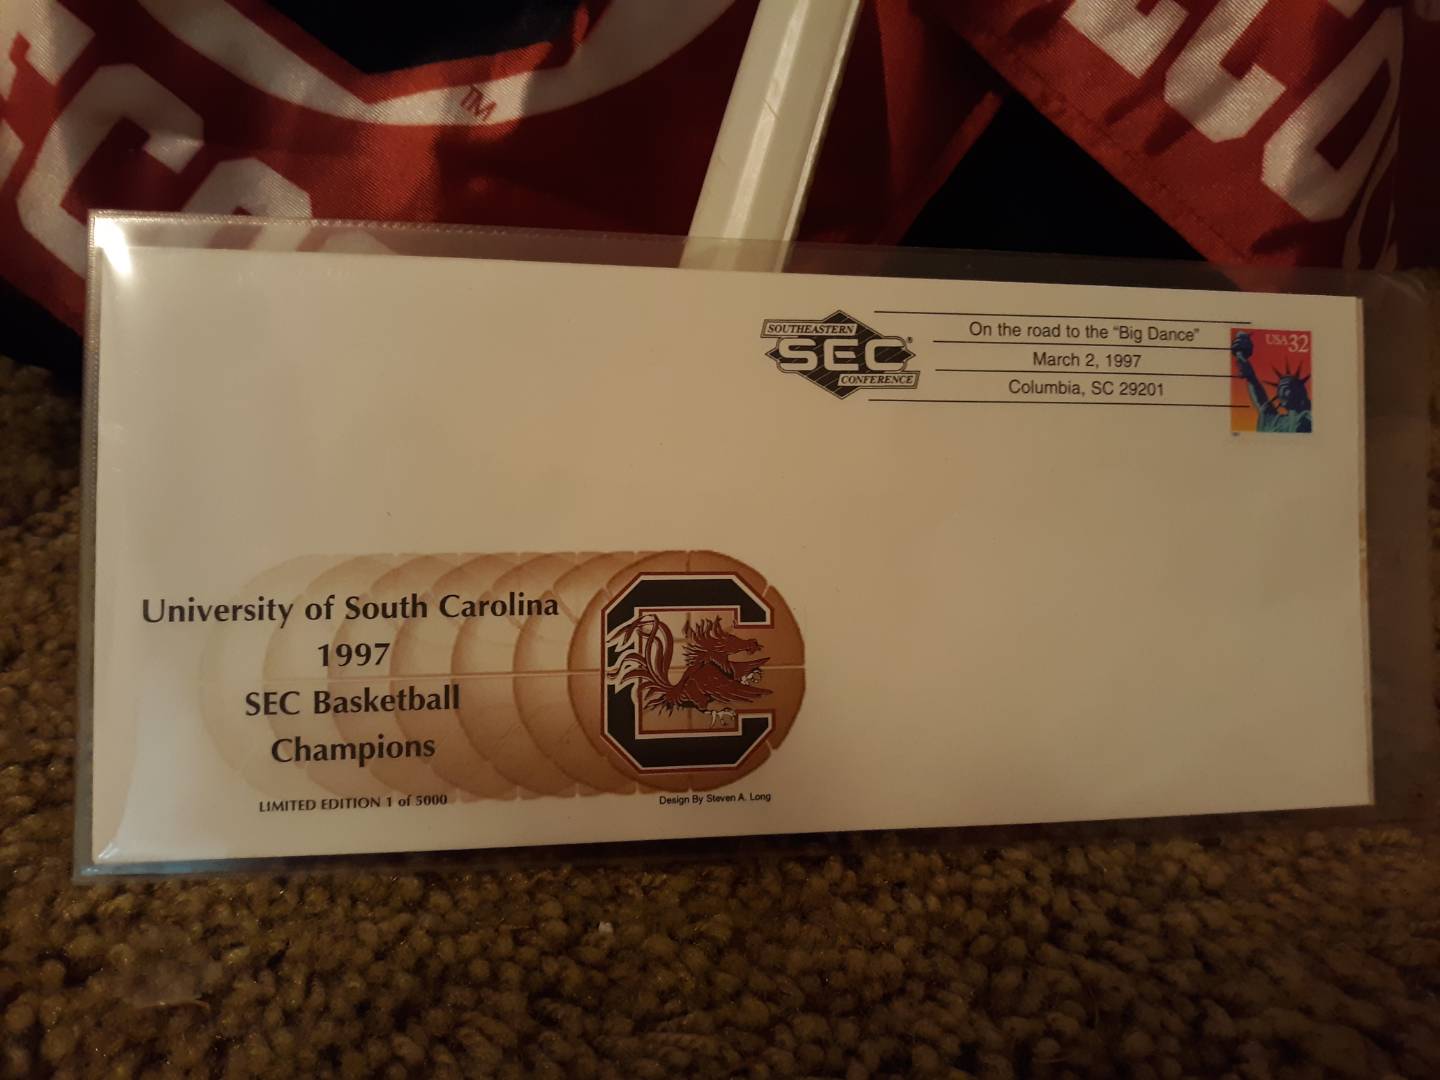 TM
SOUTHEASTERN
SEC®
CONFERENCE
On the road to the "Big Dance"
March 2, 1997
Columbia, SC 29201
USA 32
University of South Carolina
1997
SEC Basketball
Champions
LIMITED EDITION 1 of 5000
Design By Steven A. Long